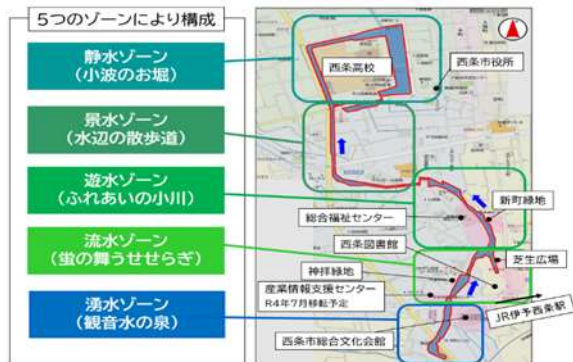 5つのゾーンにより構成
静水ゾーン
（小波のお堀）
景水ゾーン
（水辺の散歩道）
遊水ゾーン
（ふれあいの小川）
流水ゾーン
（蛍の舞うせせらぎ）
湧水ゾーン
（観音水の泉）
西条高校
西条市役所
総合福祉センター
新町緑地
西条図書館
芝生広場
神拝緑地
産業情報支援センター
R4年7月移転予定
JR伊予西条駅
西条市総合文化会館